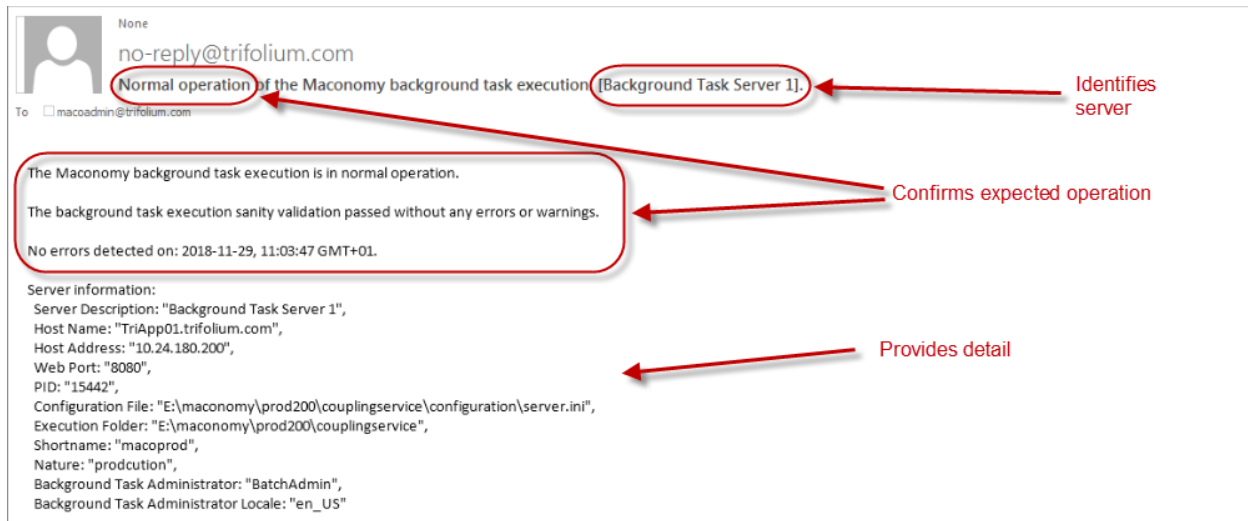 None
no-reply@trifolium.com
Normal operation of the Maconomy background task execution [Background Task Server 1].
Identifies
server
To macoadmin@trifolium.com
The Maconomy background task execution is in normal operation.
Confirms expected operation
The background task execution sanity validation passed without any errors or warnings.
No errors detected on: 2018-11-29, 11:03:47 GMT+01.
Server information:
Server Description: "Background Task Server 1",
Host Name: "TriApp01.trifolium.com",
Host Address: "10.24.180.200",
Provides detail
Web Port: "8080",
PID: "15442",
Configuration File: "E:\maconomy\prod200\couplingservice\configuration\server.ini",
Execution Folder: "E:\maconomy\prod200\couplingservice",
Shortname: "macoprod",
Nature: "prodcution",
Background Task Administrator: "BatchAdmin",
Background Task Administrator Locale: "en_US"